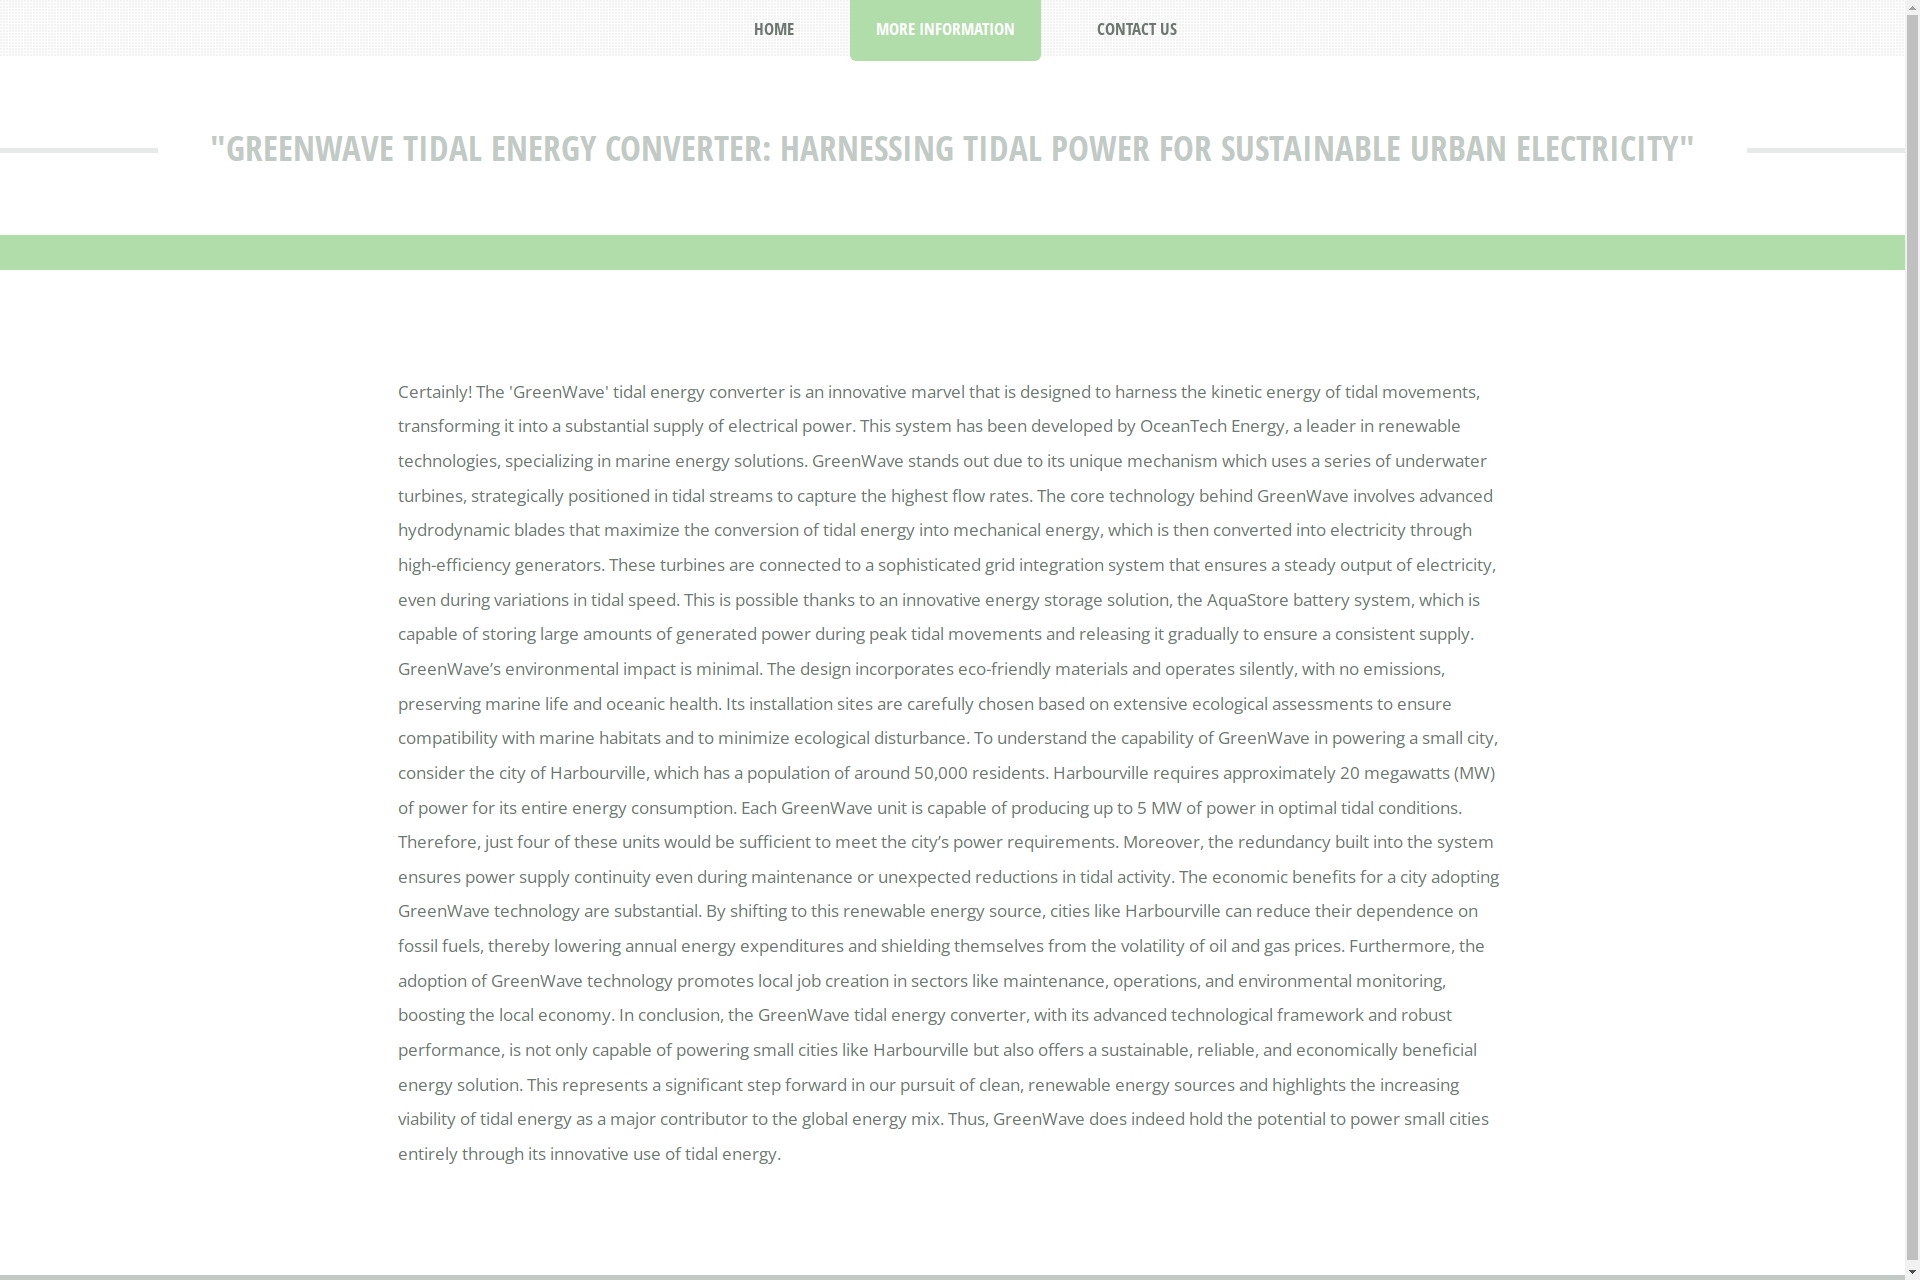 HOME
MORE INFORMATION
CONTACT US
"GREENWAVE TIDAL ENERGY CONVERTER: HARNESSING TIDAL POWER FOR SUSTAINABLE URBAN ELECTRICITY"
Certainly! The 'GreenWave' tidal energy converter is an innovative marvel that is designed to harness the kinetic energy of tidal movements,
transforming it into a substantial supply of electrical power. This system has been developed by OceanTech Energy, a leader in renewable
technologies, specializing in marine energy solutions. GreenWave stands out due to its unique mechanism which uses a series of underwater
turbines, strategically positioned in tidal streams to capture the highest flow rates. The core technology behind GreenWave involves advanced
hydrodynamic blades that maximize the conversion of tidal energy into mechanical energy, which is then converted into electricity through
high-efficiency generators. These turbines are connected to a sophisticated grid integration system that ensures a steady output of electricity,
even during variations in tidal speed. This is possible thanks to an innovative energy storage solution, the AquaStore battery system, which is
capable of storing large amounts of generated power during peak tidal movements and releasing it gradually to ensure a consistent supply.
GreenWave’s environmental impact is minimal. The design incorporates eco-friendly materials and operates silently, with no emissions,
preserving marine life and oceanic health. Its installation sites are carefully chosen based on extensive ecological assessments to ensure
compatibility with marine habitats and to minimize ecological disturbance. To understand the capability of GreenWave in powering a small city,
consider the city of Harbourville, which has a population of around 50,000 residents. Harbourville requires approximately 20 megawatts (MW)
of power for its entire energy consumption. Each GreenWave unit is capable of producing up to 5 MW of power in optimal tidal conditions.
Therefore, just four of these units would be sufficient to meet the city’s power requirements. Moreover, the redundancy built into the system
ensures power supply continuity even during maintenance or unexpected reductions in tidal activity. The economic benefits for a city adopting
GreenWave technology are substantial. By shifting to this renewable energy source, cities like Harbourville can reduce their dependence on
fossil fuels, thereby lowering annual energy expenditures and shielding themselves from the volatility of oil and gas prices. Furthermore, the
adoption of GreenWave technology promotes local job creation in sectors like maintenance, operations, and environmental monitoring,
boosting the local economy. In conclusion, the GreenWave tidal energy converter, with its advanced technological framework and robust
performance, is not only capable of powering small cities like Harbourville but also offers a sustainable, reliable, and economically beneficial
energy solution. This represents a significant step forward in our pursuit of clean, renewable energy sources and highlights the increasing
viability of tidal energy as a major contributor to the global energy mix. Thus, GreenWave does indeed hold the potential to power small cities
entirely through its innovative use of tidal energy.